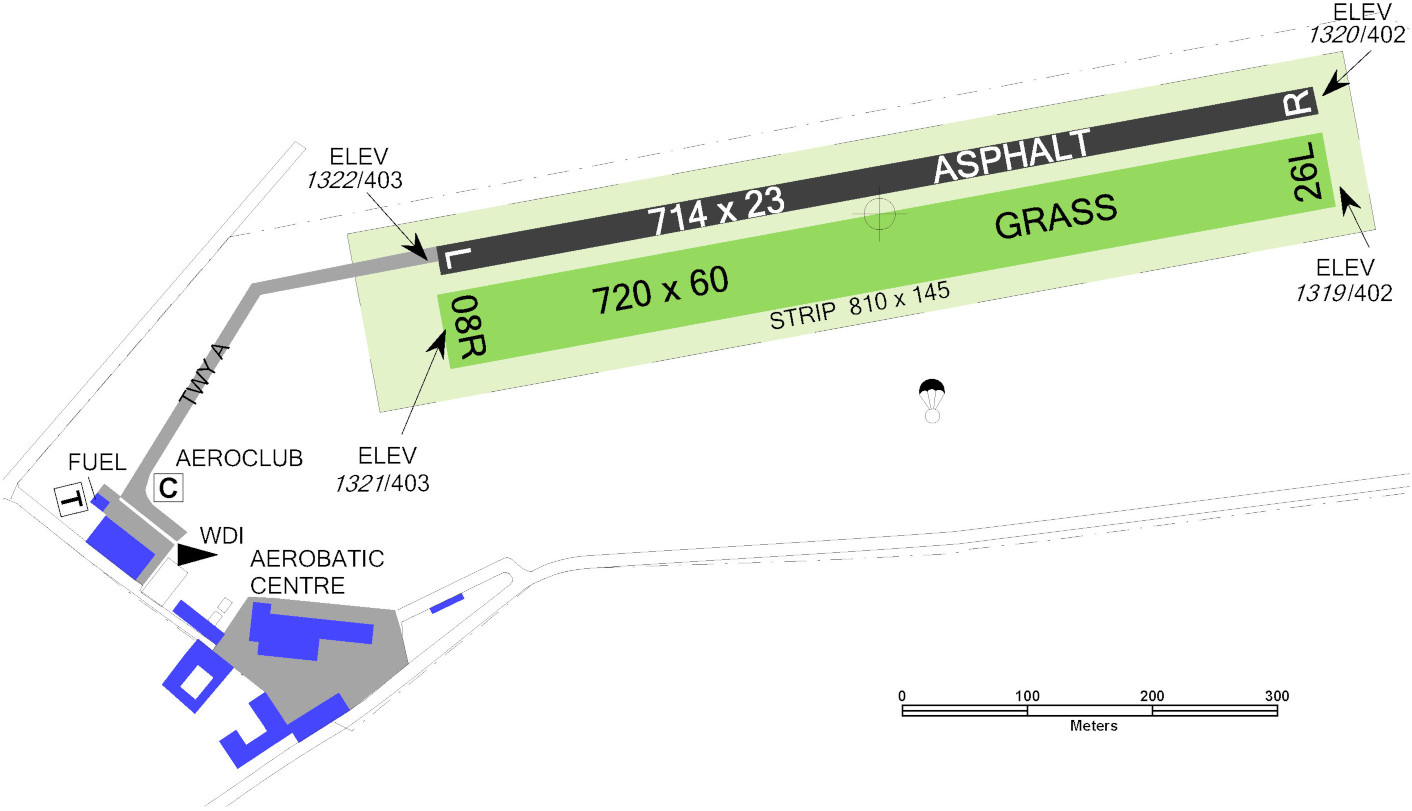 ELEV
1320/402
R
ASPHALT
ELEV
1322/403
714 x 23
L
26L
GRASS
720 x 60
08R
STRIP 810 x 145
ELEV
1319/402
TWY A
ELEV
1321/403
FUEL
AEROCLUB
T
C
WDI
AEROBATIC
CENTRE
0 100 200 300
Meters